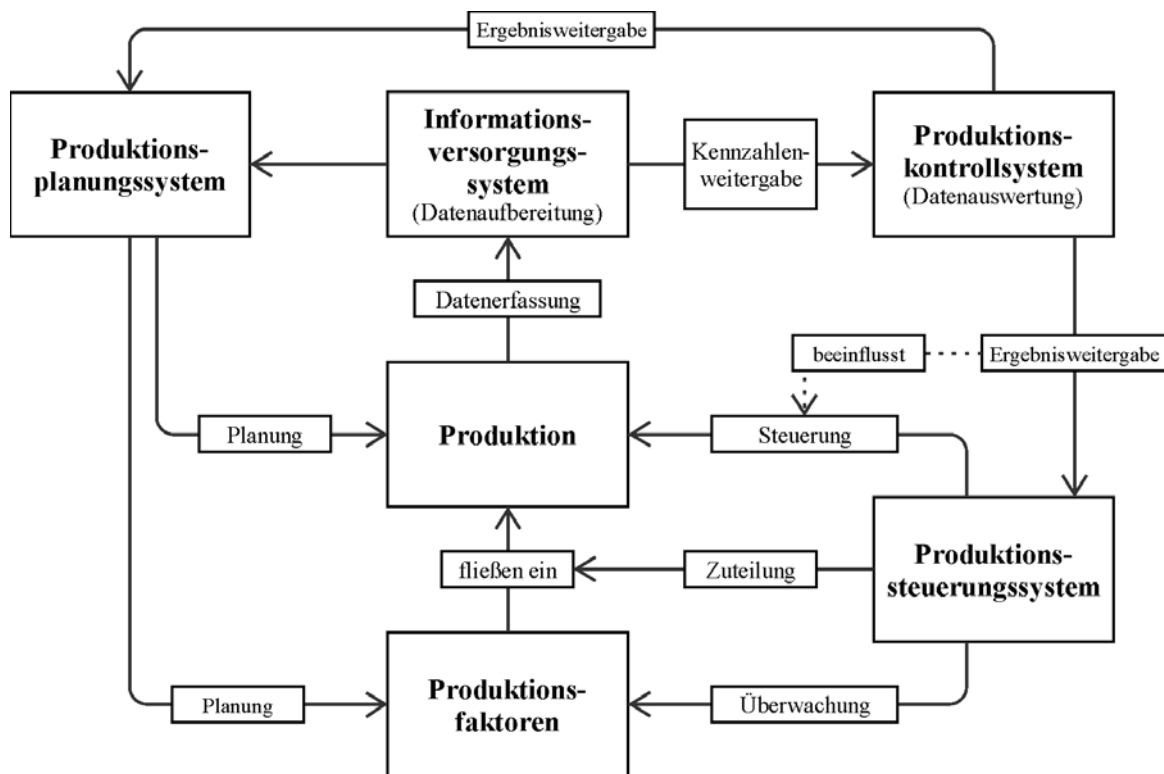 Ergebnisweitergabe
Produktions-
planungssystem
Informations-
versorgungs-
system
(Datenaufbereitung)
Kennzahlen-
weitergabe
Produktions-
kontrollsystem
(Datenauswertung)
Datenerfassung
beeinflusst
Ergebnisweitergabe
Planung
Produktion
Steuerung
fließen ein
Zuteilung
Produktions-
steuerungssystem
Planung
Produktions-
faktoren
Überwachung